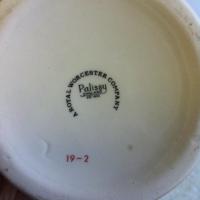 A ROYAL WORCESTER COMPANY
Palissy
19-2